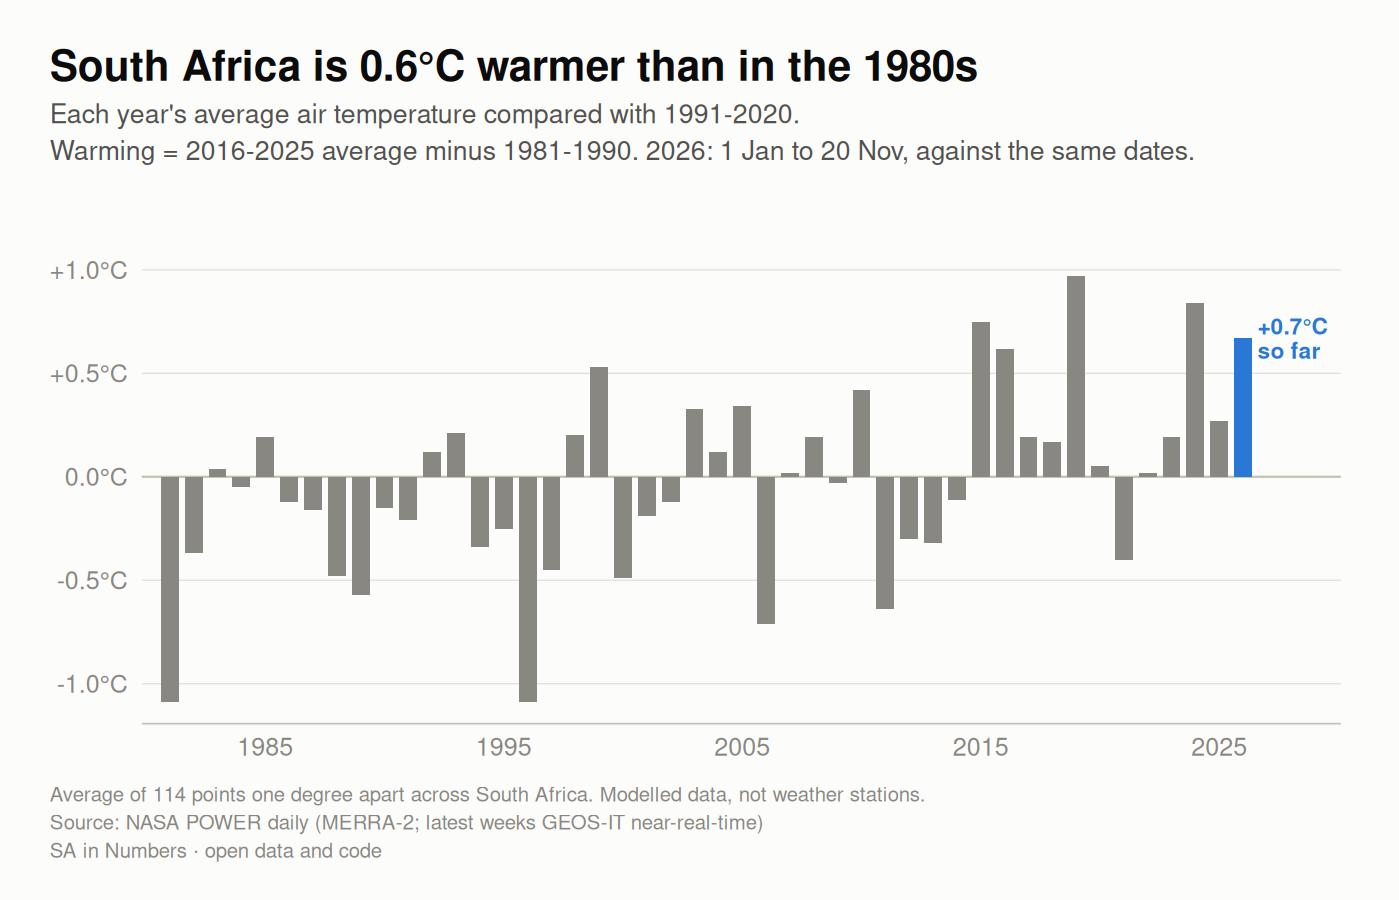 South Africa is 0.6°C warmer than in the 1980s
Each year's average air temperature compared with 1991-2020.
Warming = 2016-2025 average minus 1981-1990. 2026: 1 Jan to 20 Nov, against the same dates.
+1.0°C
+0.7°C
so far
+0.5°C
0.0°C
-0.5°C
-1.0°C
1985 1995 2005 2015 2025
Average of 114 points one degree apart across South Africa. Modelled data, not weather stations.
Source: NASA POWER daily (MERRA-2; latest weeks GEOS-IT near-real-time)
SA in Numbers · open data and code